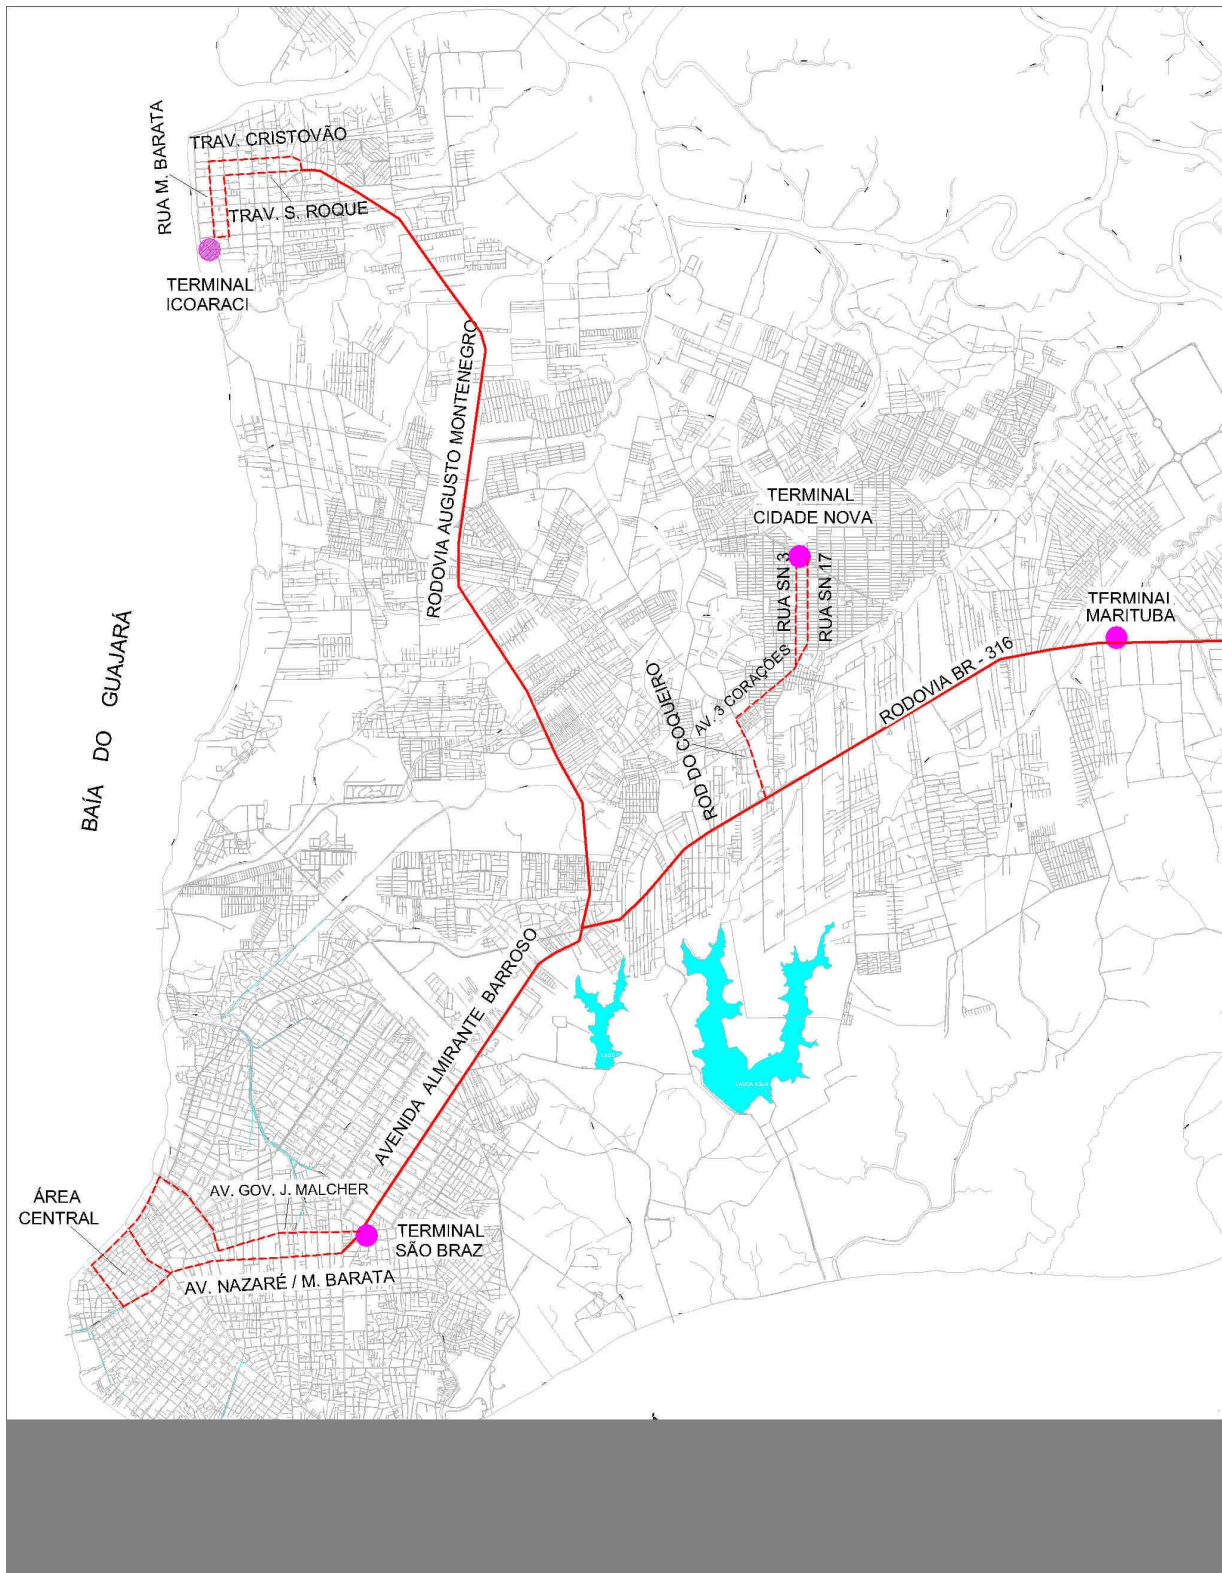 TRAV. CRISTOVÃO
RUA M. BARATA
TRAV. S. ROQUE
TERMINAL
ICOARACI
RODOVIA AUGUSTO MONTENEGRO
TERMINAL
CIDADE NOVA
RUA SN 3
RUA SN 17
TERMINAL
MARITUBA
BAÍA DO GUAJARÁ
AV. 3 CORAÇÕES
ROD DO COQUEIRO
RODOVIA BR - 316
AVENIDA ALMIRANTE BARROSO
ÁREA
CENTRAL
AV. GOV. J. MALCHER
TERMINAL
SÃO BRAZ
AV. NAZARÉ / M. BARATA